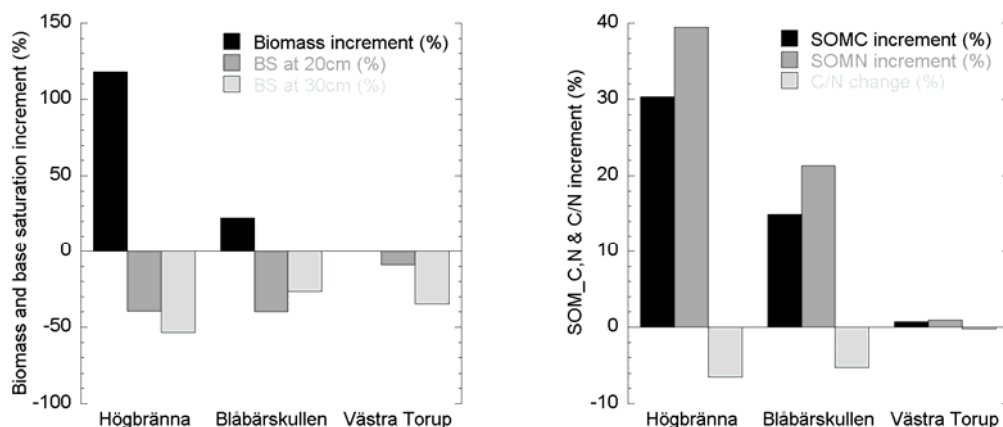 Biomass and base saturation increment (%)
150
100
50
0
-50
-100
Biomass increment (%)
BS at 20cm (%)
BS at 30cm (%)
Högbränna
Blåbärskullen
Västra Torup
SOM_C,N & C/N increment (%)
40
30
20
10
0
-10
SOMC increment (%)
SOMN increment (%)
C/N change (%)
Högbränna
Blåbärskullen
Västra Torup